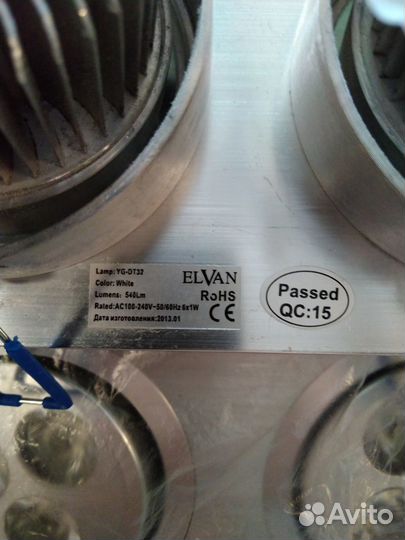 Lamp: YG-DT32
Color: White
Lumens: 540Lm
Rated:AC100-240V~50/60Hz 6x1W
Дата изготовления:2013.01
ELVAN
RoHS
CE
Passed
QC:15
Avito